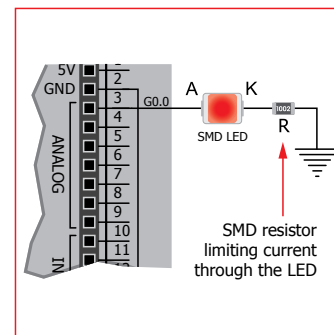 5V
2
GND
3
G0.0
4
5
6
7
8
9
10
11
ANALOG
IN
A
K
1002
R
SMD LED
SMD resistor
limiting current
through the LED